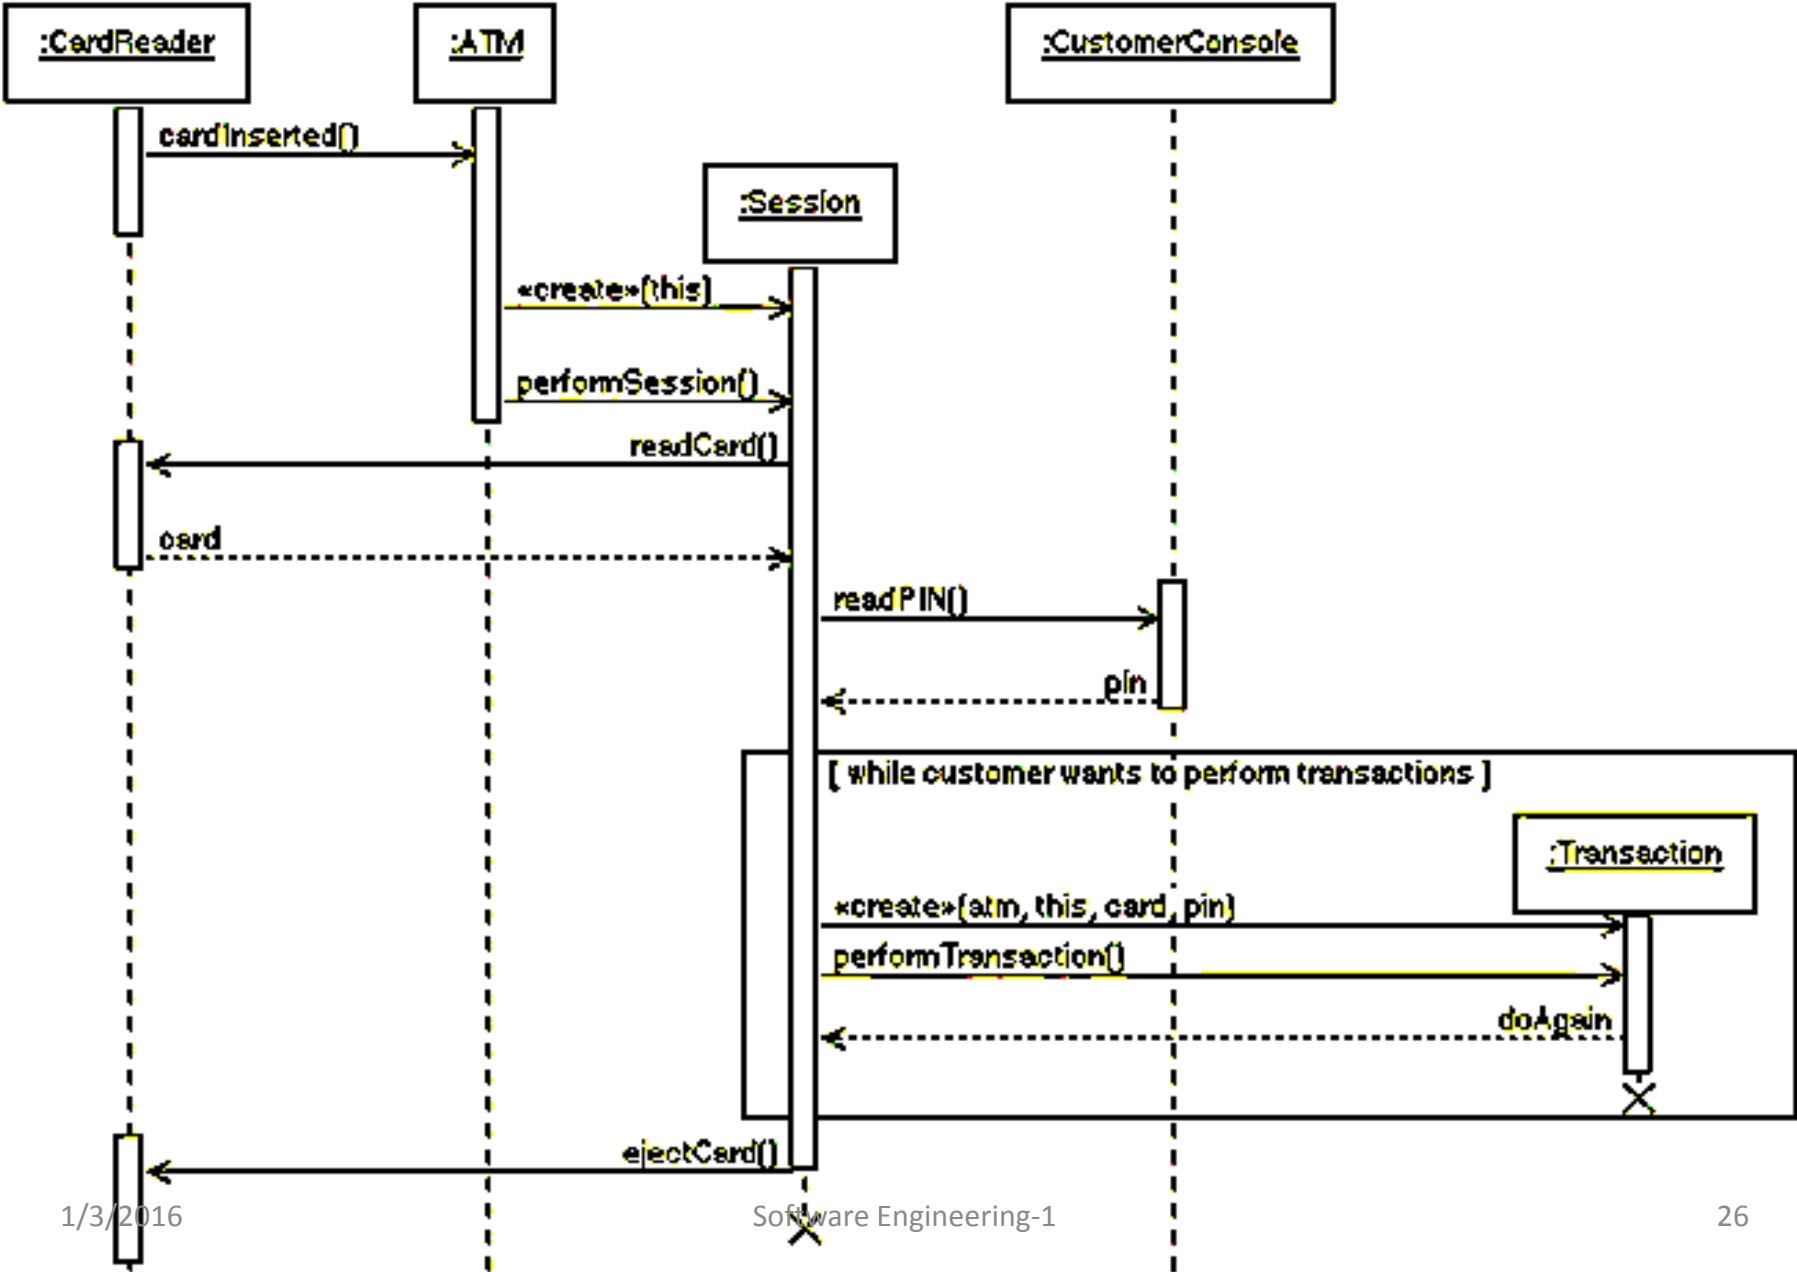 :CardReader
:ATM
:CustomerConsole
cardInserted()
:Session
«create»(this)
performSession()
readCard()
card
readPIN()
pin
[ while customer wants to perform transactions ]
:Transaction
«create»(atm, this, card, pin)
performTransaction()
doAgain
ejectCard()
1/3/2016
Software Engineering-1
26